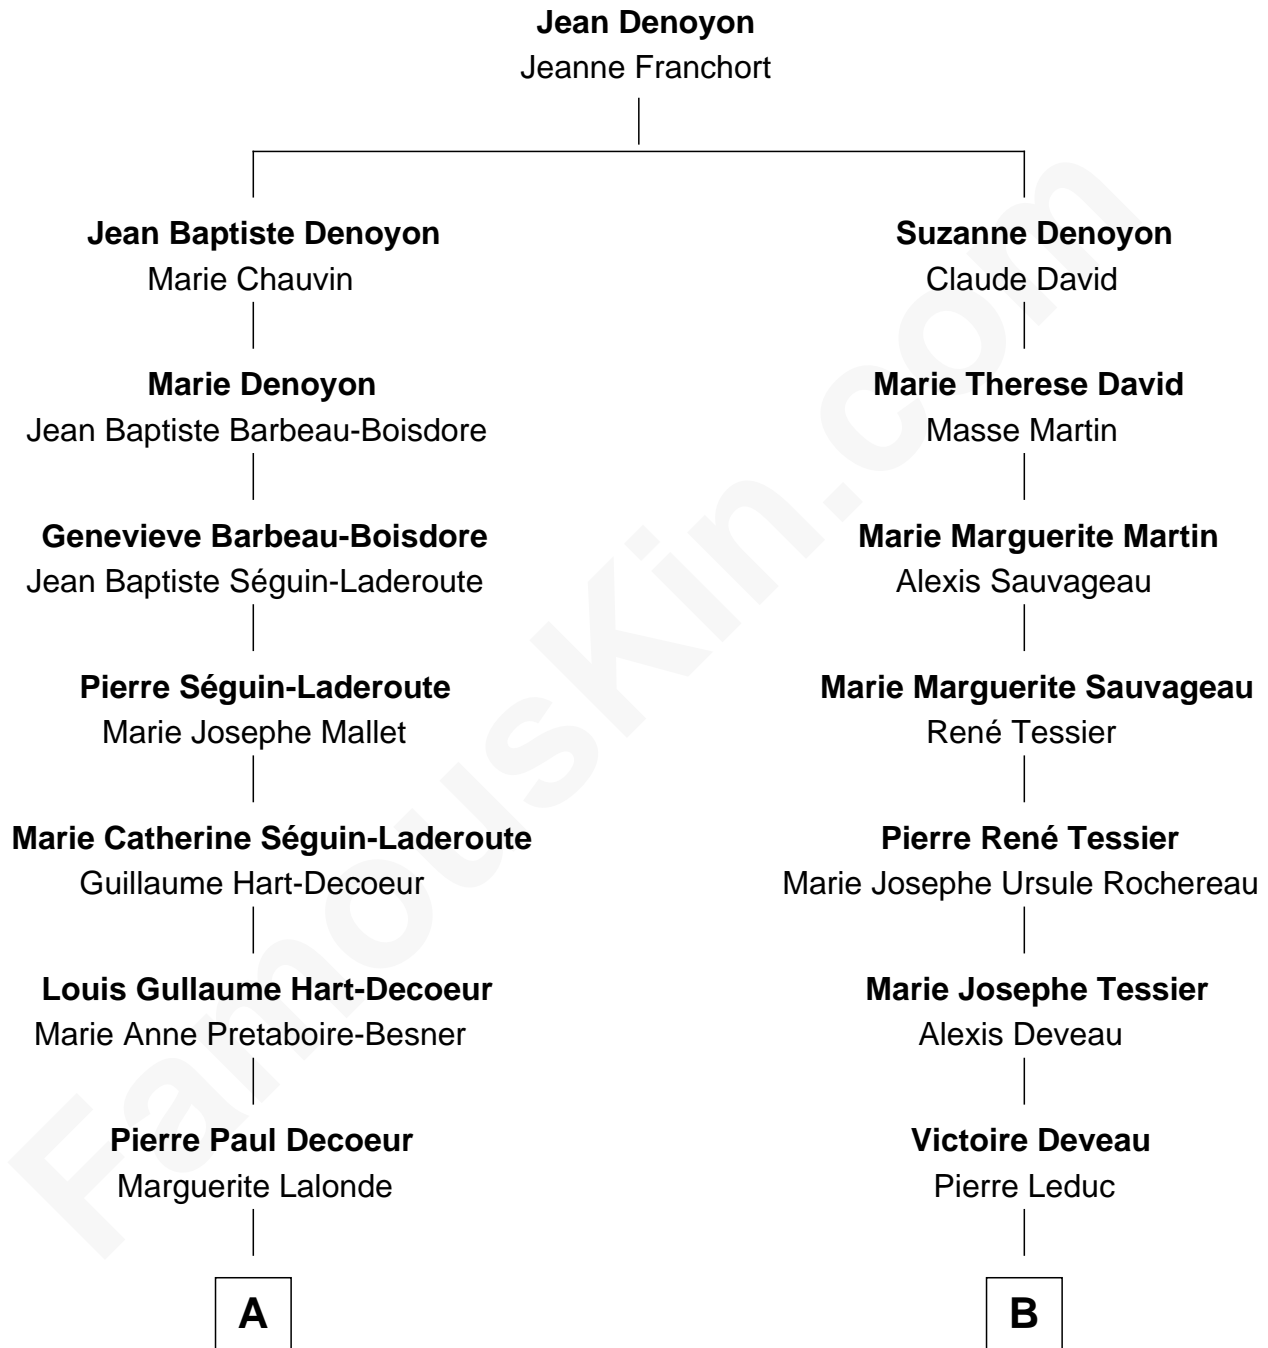 Jean Denoyon
Jeanne Franchort
Jean Baptiste Denoyon
Marie Chauvin
Marie Denoyon
Jean Baptiste Barbeau-Boisdore
Genevieve Barbeau-Boisdore
Jean Baptiste Séguin-Laderoute
Pierre Séguin-Laderoute
Marie Josephe Mallet
Marie Catherine Séguin-Laderoute
Guillaume Hart-Decoeur
Louis Gullaume Hart-Decoeur
Marie Anne Pretaboire-Besner
Pierre Paul Decoeur
Marguerite Lalonde
A
Suzanne Denoyon
Claude David
Marie Therese David
Masse Martin
Marie Marguerite Martin
Alexis Sauvageau
Marie Marguerite Sauvageau
René Tessier
Pierre René Tessier
Marie Josephe Ursule Rochereau
Marie Josephe Tessier
Alexis Deveau
Victoire Deveau
Pierre Leduc
B
FamousKin.com